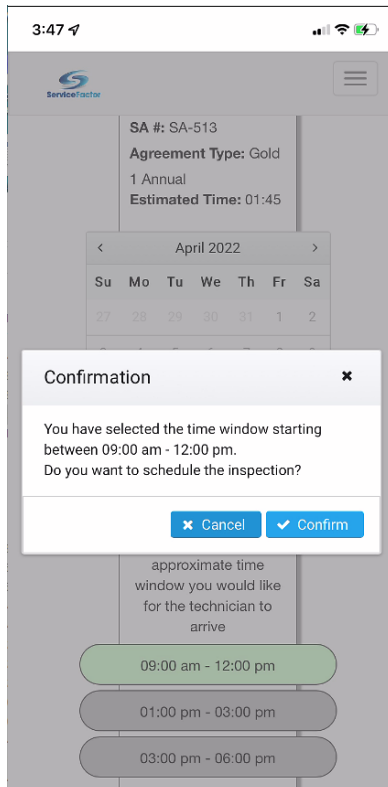 3:47
ServiceFactor
SA #: SA-513
Agreement Type: Gold
1 Annual
Estimated Time: 01:45
April 2022
Su Mo Tu We Th Fr Sa
27 28 29 30 31 1 2
Confirmation
You have selected the time window starting
between 09:00 am - 12:00 pm.
Do you want to schedule the inspection?
Cancel Confirm
approximate time
window you would like
for the technician to
arrive
09:00 am - 12:00 pm
01:00 pm - 03:00 pm
03:00 pm - 06:00 pm